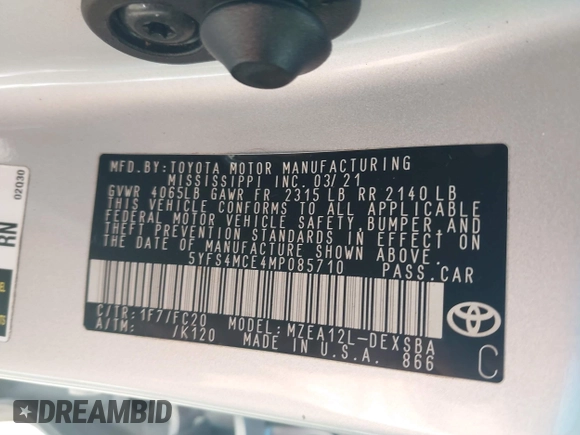 MFD.BY:TOYOTA MOTOR MANUFACTURING
MISSISSIPPI INC. 03/21
GVWR 4065LB GAWR FR 2315 LB RR 2140 LB
THIS VEHICLE CONFORMS TO ALL APPLICABLE
FEDERAL MOTOR VEHICLE SAFETY,BUMPER,AND
THEFT PREVENTION STANDARDS IN EFFECT ON
THE DATE OF MANUFACTURE SHOWN ABOVE.
5YFS4MCE4MP085710 PASS.CAR
C/TR:1F7/FC20 MODEL:MZEA12L-DEXSBA
A/TM: /K120 MADE IN U.S.A. 866
C
02030
RN
DREAMBID